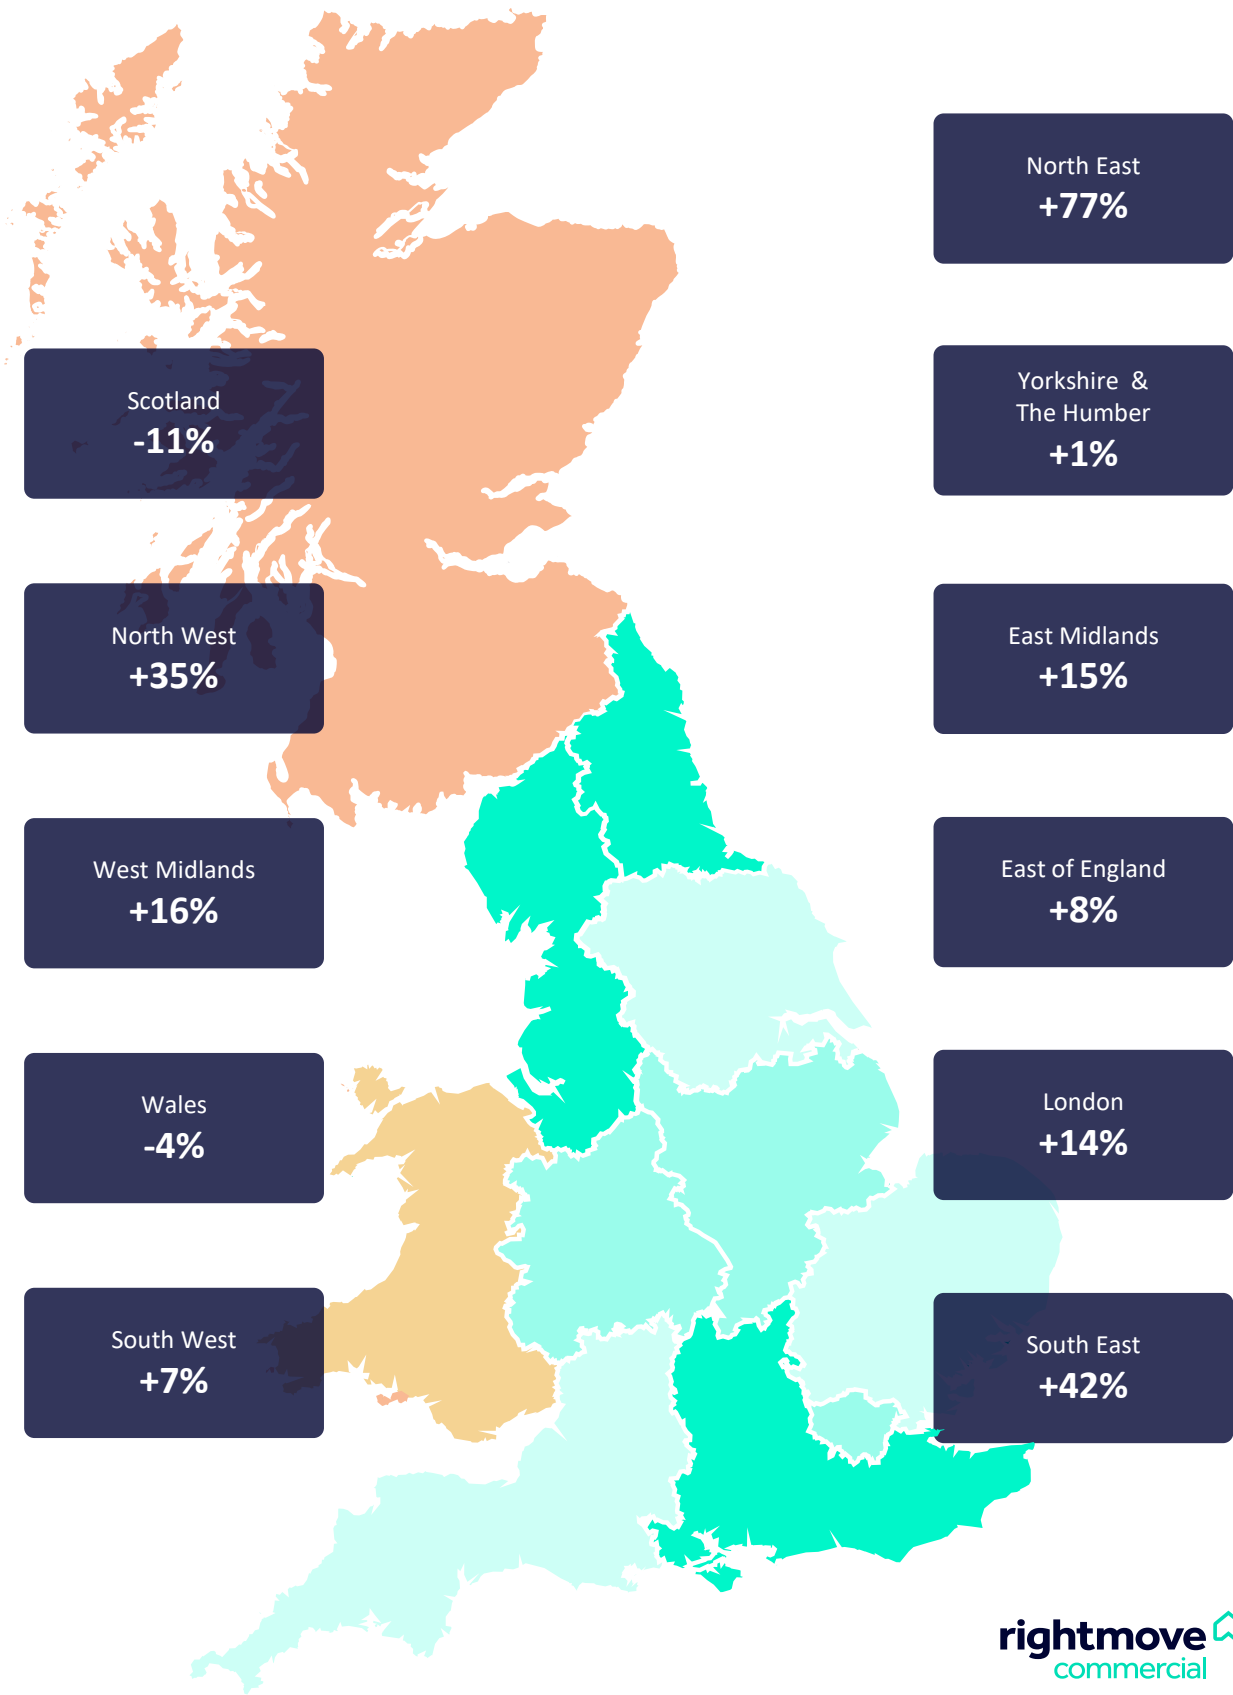 North East
+77%
Scotland
-11%
Yorkshire &
The Humber
+1%
North West
+35%
East Midlands
+15%
West Midlands
+16%
East of England
+8%
Wales
-4%
London
+14%
South West
+7%
South East
+42%
rightmove
commercial